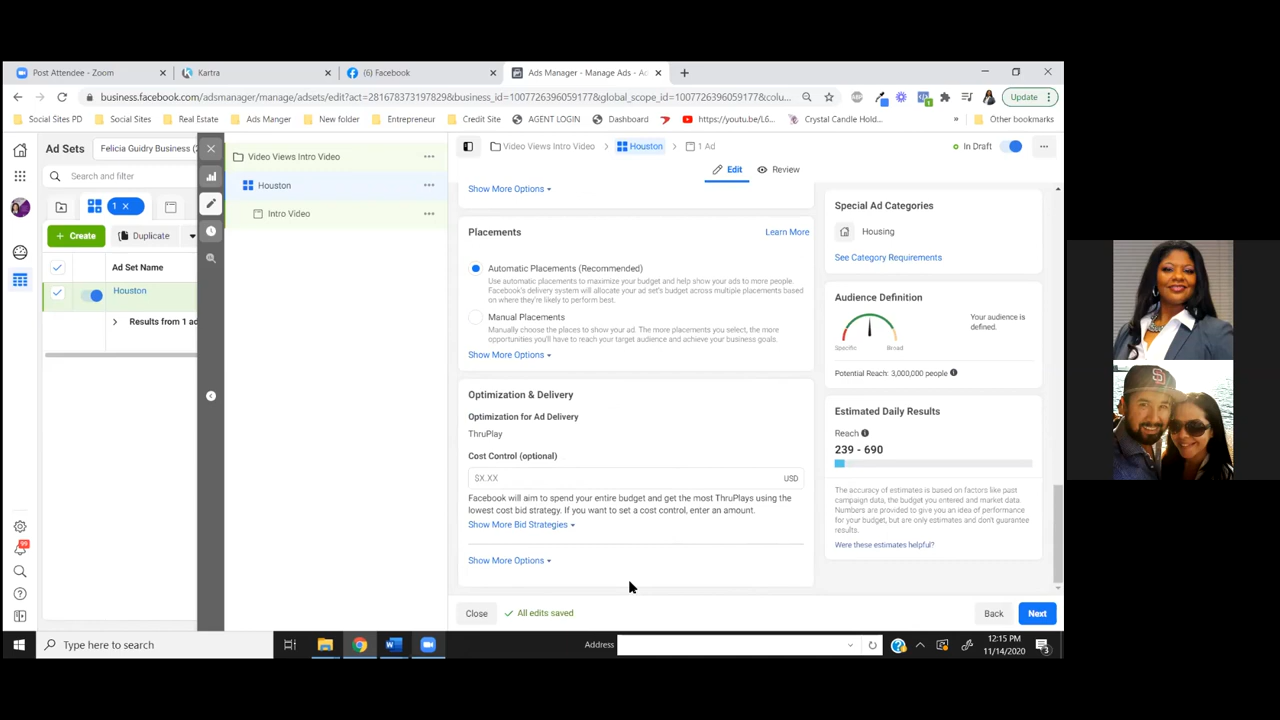 Post Attendee - Zoom
Kartra
(6) Facebook
Ads Manager - Manage Ads - Ac
business.facebook.com/adsmanager/manage/adsets/edit?act=281678373197829&business_id=1007726396059177&global_scope_id=1007726396059177&colu...
Update
Social Sites PD
Social Sites
Real Estate
Ads Manger
New folder
Entrepreneur
Credit Site
AGENT LOGIN
Dashboard
https://youtu.be/L6...
Crystal Candle Hold...
»
Other bookmarks
Ad Sets
Felicia Guidry Business (2
Search and filter
1 x
+ Create
Duplicate
Ad Set Name
Houston
Results from 1 ad
Video Views Intro Video
Houston
Intro Video
Video Views Intro Video > Houston > 1 Ad
In Draft
Edit
Review
Show More Options
Placements
Learn More
Automatic Placements (Recommended)
Use automatic placements to maximize your budget and help show your ads to more people.
Facebook's delivery system will allocate your ad set's budget across multiple placements
based on where they're likely to perform best.
Manual Placements
Manually choose the places to show your ad. The more placements you select, the more
opportunities you'll have to reach your target audience and achieve your business goals.
Show More Options
Optimization & Delivery
Optimization for Ad Delivery
ThruPlay
Cost Control (optional)
$X.XX
USD
Facebook will aim to spend your entire budget and get the most ThruPlays using the
lowest cost bid strategy. If you want to set a cost control, enter an amount.
Show More Bid Strategies
Show More Options
Special Ad Categories
Housing
See Category Requirements
Audience Definition
Your audience is
defined.
Specific
Broad
Potential Reach: 3,000,000 people
Estimated Daily Results
Reach
239 - 690
The accuracy of estimates is based on factors like past
campaign data, the budget you entered and market data.
Numbers are provided to give you an idea of performance
for your budget, but are only estimates and don't guarantee
results.
Were these estimates helpful?
Close
All edits saved
Back
Next
Type here to search
Address
12:15 PM
11/14/2020
3